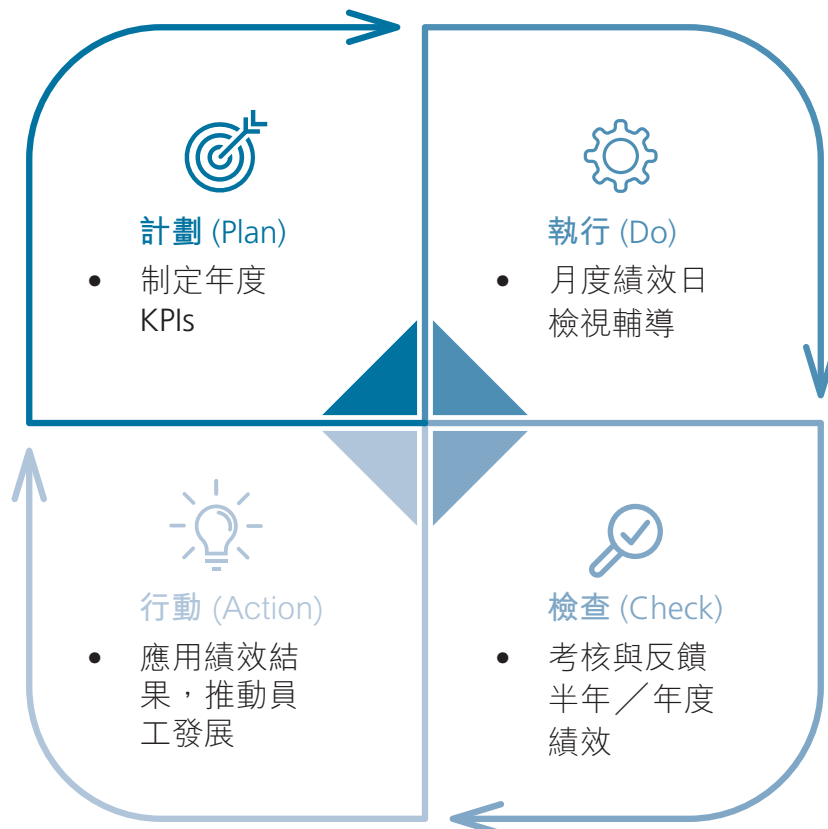 計劃 (Plan)
• 制定年度
KPIs
執行 (Do)
• 月度績效日
檢視輔導
行動 (Action)
• 應用績效結
果，推動員
工發展
檢查 (Check)
• 考核與反饋
半年／年度
績效